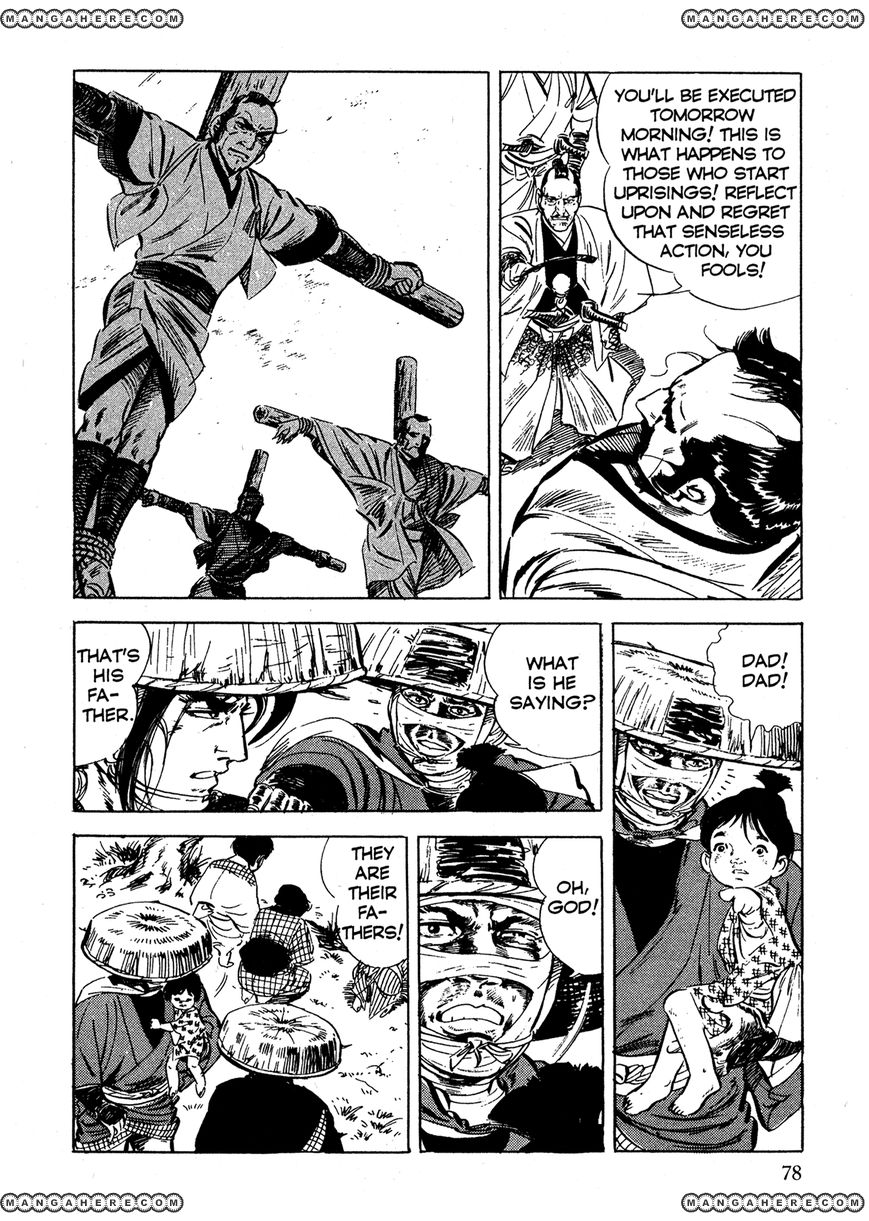 MANGAHERE.COM
MANGAHERE.COM
YOU'LL BE EXECUTED
TOMORROW
MORNING! THIS IS
WHAT HAPPENS TO
THOSE WHO START
UPRISINGS! REFLECT
UPON AND REGRET
THAT SENSELESS
ACTION, YOU
FOOLS!
DAD!
DAD!
WHAT
IS HE
SAYING?
THAT'S
HIS
FA-
THER.
OH,
GOD!
THEY
ARE
THEIR
FA-
THERS!
78
MANGAHERE.COM
MANGAHERE.COM